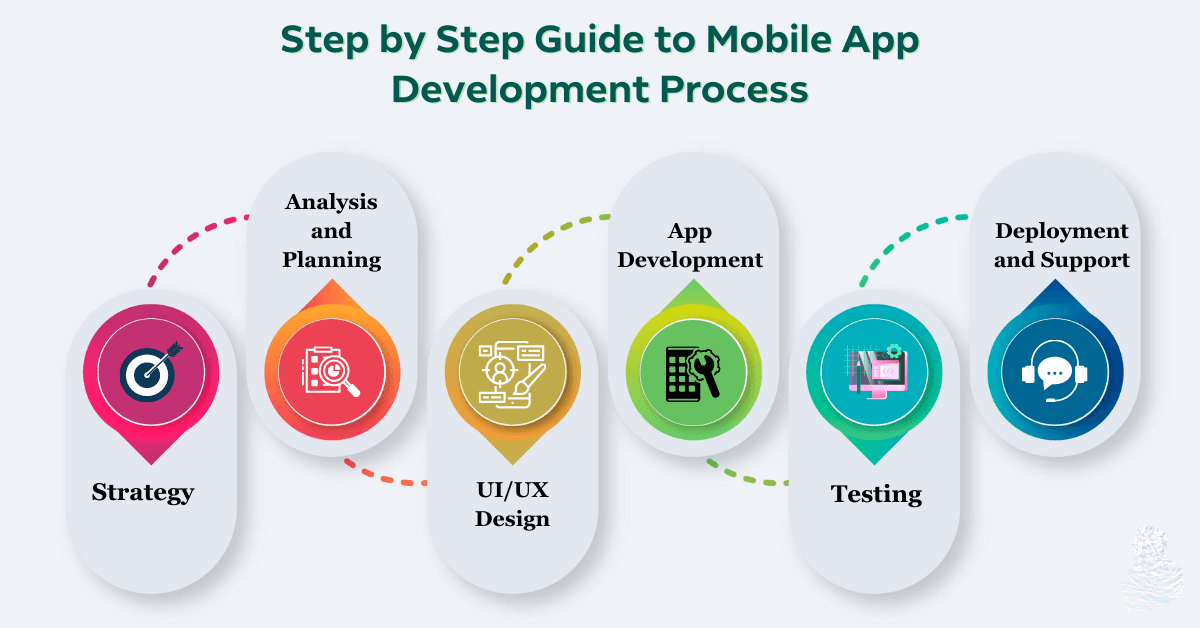 Step by Step Guide to Mobile App
Development Process
Strategy
Analysis
and
Planning
UI/UX
Design
App
Development
Testing
Deployment
and Support